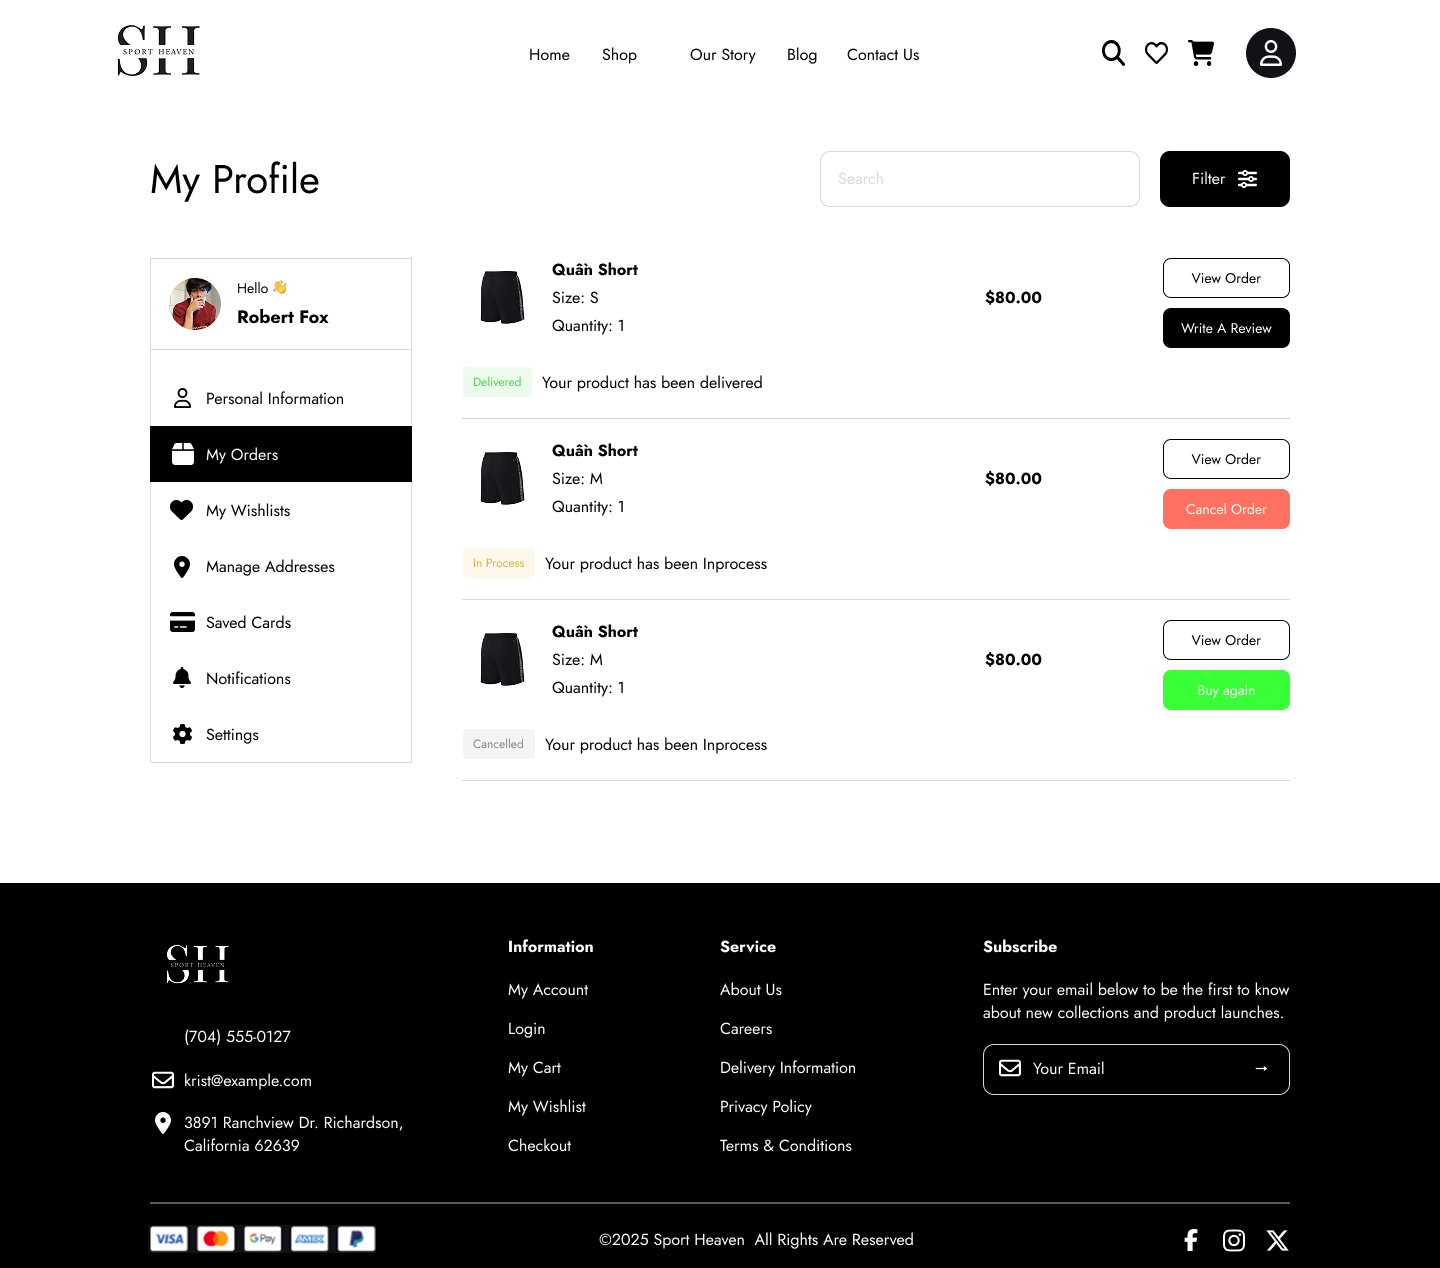 SH
SPORT HEAVEN
Home Shop Our Story Blog Contact Us
My Profile
Search
Filter
Hello 👋
Robert Fox
Personal Information
My Orders
My Wishlists
Manage Addresses
Saved Cards
Notifications
Settings
Quần Short
Size: S
Quantity: 1
$80.00
View Order
Write A Review
Delivered Your product has been delivered
Quần Short
Size: M
Quantity: 1
$80.00
View Order
Cancel Order
In Process Your product has been Inprocess
Quần Short
Size: M
Quantity: 1
$80.00
View Order
Buy again
Cancelled Your product has been Inprocess
SH
SPORT HEAVEN
(704) 555-0127
krist@example.com
3891 Ranchview Dr. Richardson,
California 62639
Information
My Account
Login
My Cart
My Wishlist
Checkout
Service
About Us
Careers
Delivery Information
Privacy Policy
Terms & Conditions
Subscribe
Enter your email below to be the first to know
about new collections and product launches.
Your Email →
VISA G Pay AMEX
©2025 Sport Heaven All Rights Are Reserved